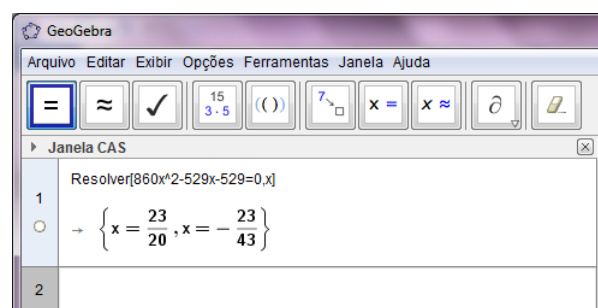 GeoGebra
Arquivo Editar Exibir Opções Ferramentas Janela Ajuda
= ≈ ✓ 15 3·5 (( )) 7 x = x ≈ ∂
Janela CAS
1 Resolver[860x^2-529x-529=0,x]
→ {x = 23/20 , x = − 23/43}
2